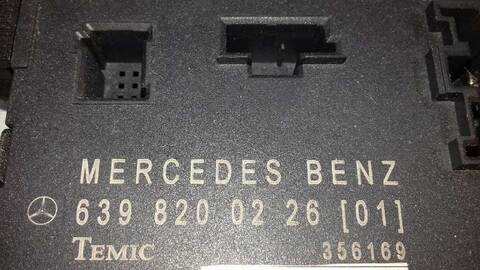 MERCEDES BENZ
639 820 02 26 [01]
TEMIC 356169